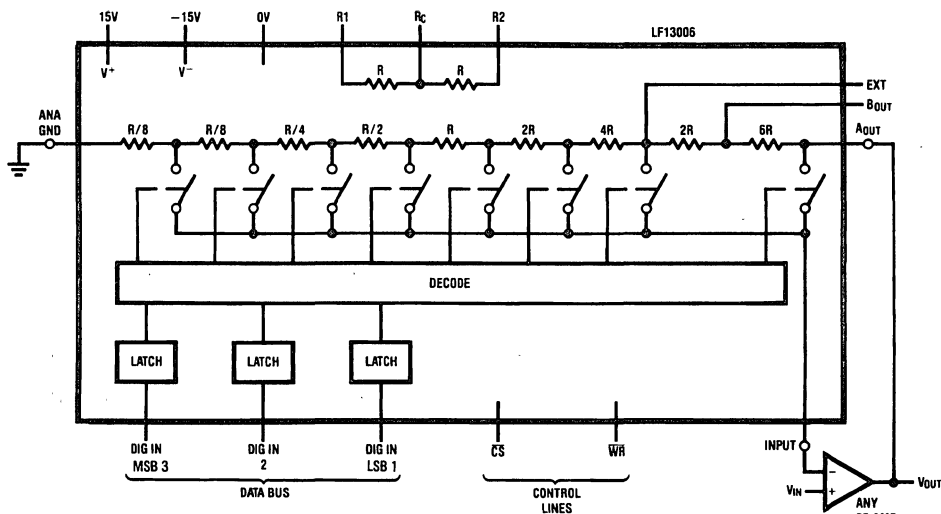 15V –15V 0V R1 RC R2
LF13006
V+ V– R R
EXT
BOUT
ANA
GND
AOUT
R/8 R/8 R/4 R/2 R 2R 4R 2R 6R
DECODE
LATCH LATCH LATCH
DIG IN DIG IN DIG IN CS WR
MSB 3 2 LSB 1
INPUT
DATA BUS CONTROL
LINES
– 
VIN + VOUT
ANY